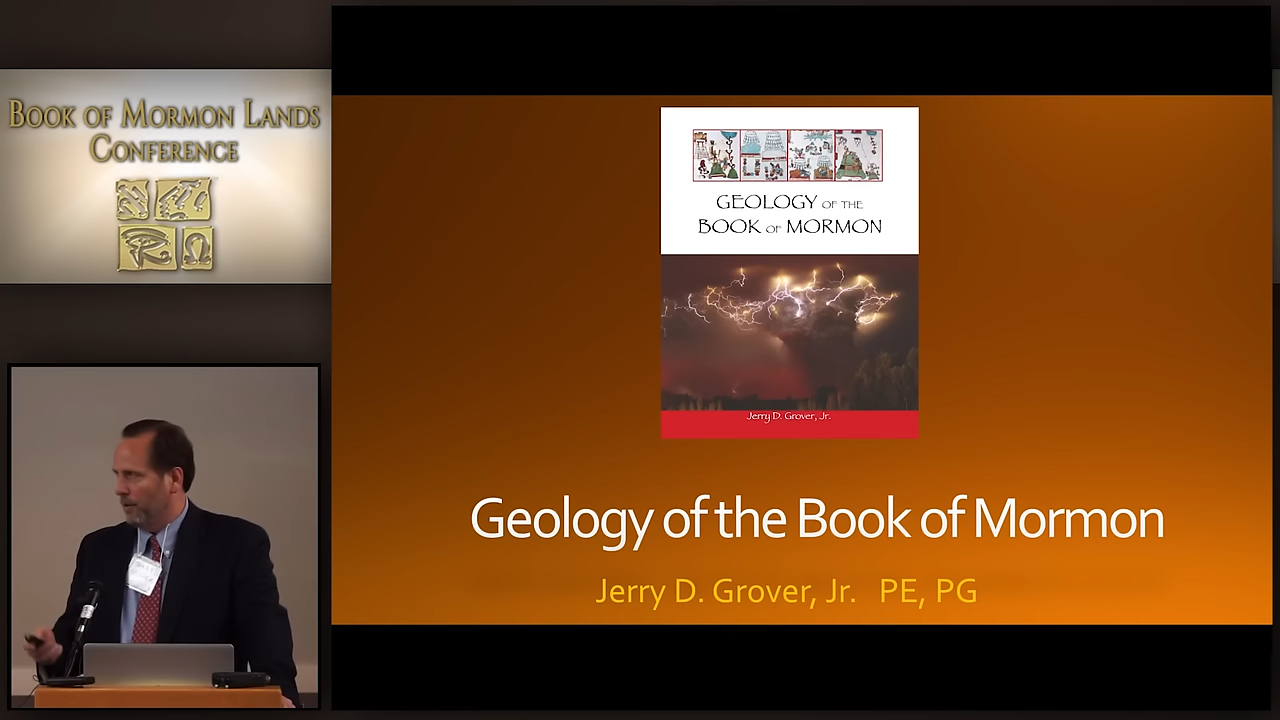 BOOK OF MORMON LANDS
CONFERENCE
GEOLOGY OF THE
BOOK OF MORMON
Jerry D. Grover, Jr.
Geology of the Book of Mormon
Jerry D. Grover, Jr. PE, PG